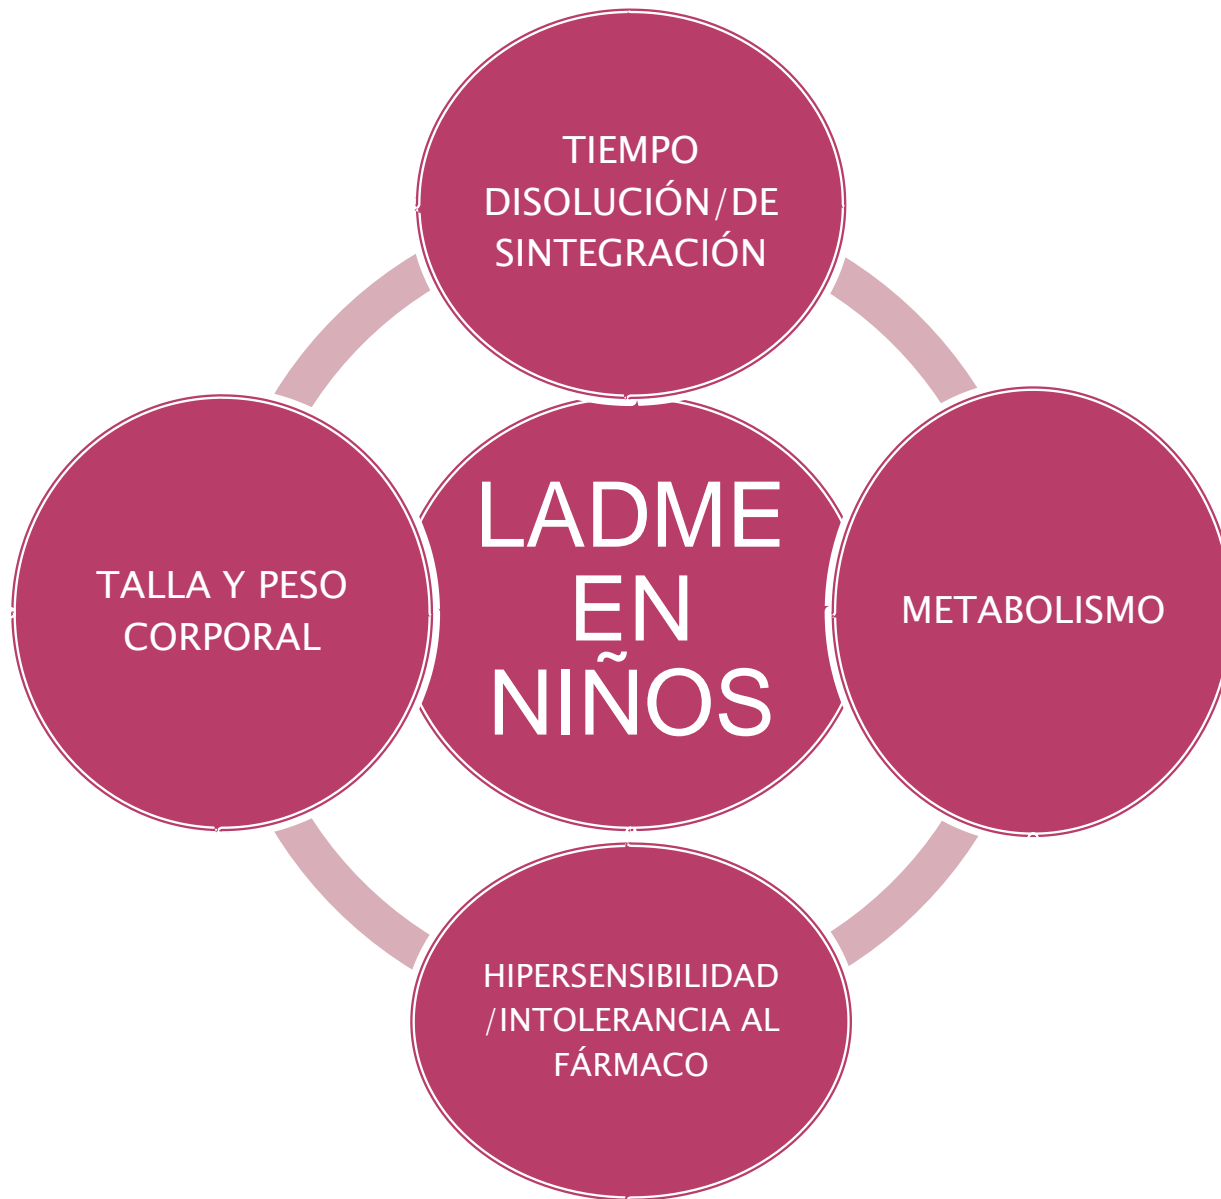 TIEMPO
DISOLUCIÓN/DE
SINTEGRACIÓN
LADME
EN
NIÑOS
TALLA Y PESO
CORPORAL
METABOLISMO
HIPERSENSIBILIDAD
/INTOLERANCIA AL
FÁRMACO